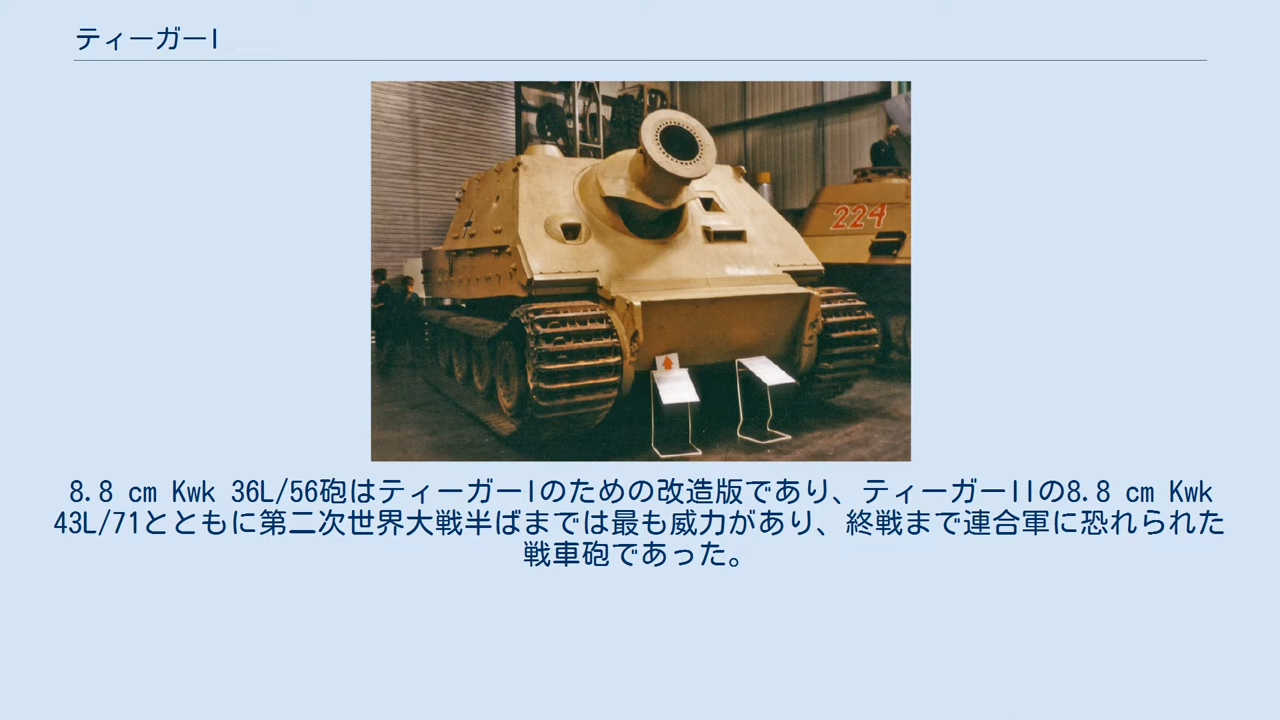 ティーガーI
224
8.8 cm Kwk 36L/56砲はティーガーIのための改造版であり、ティーガーIIの8.8 cm Kwk
43L/71とともに第二次世界大戦半ばまでは最も威力があり、終戦まで連合軍に恐れられた
戦車砲であった。